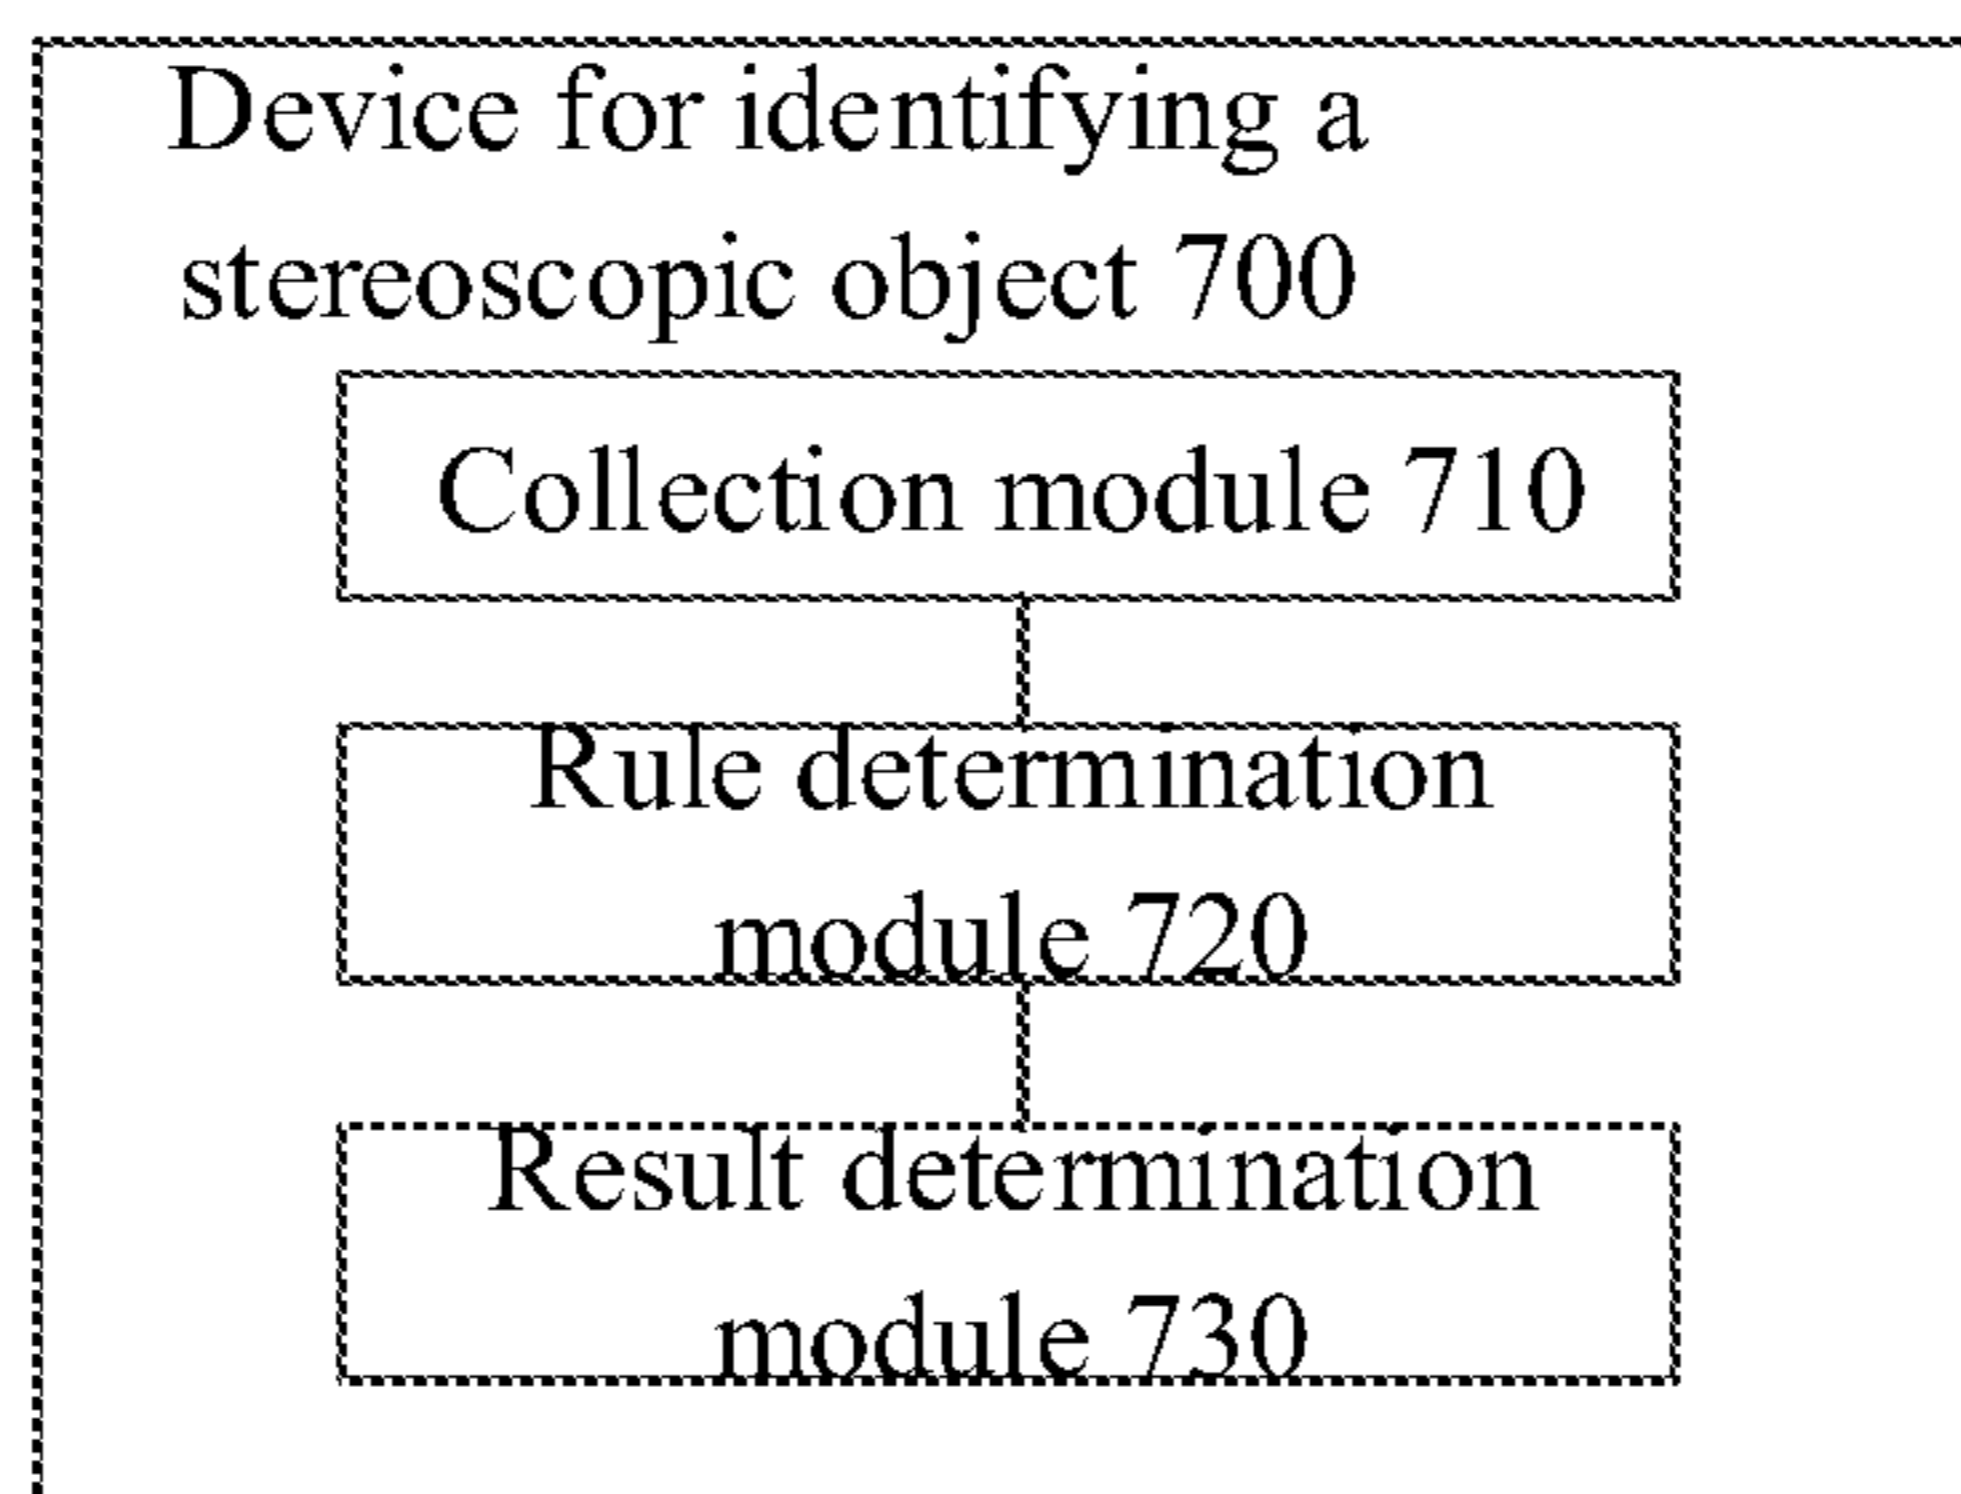 Device for identifying a
stereoscopic object 700
Collection module 710
Rule determination
module 720
Result determination
module 730